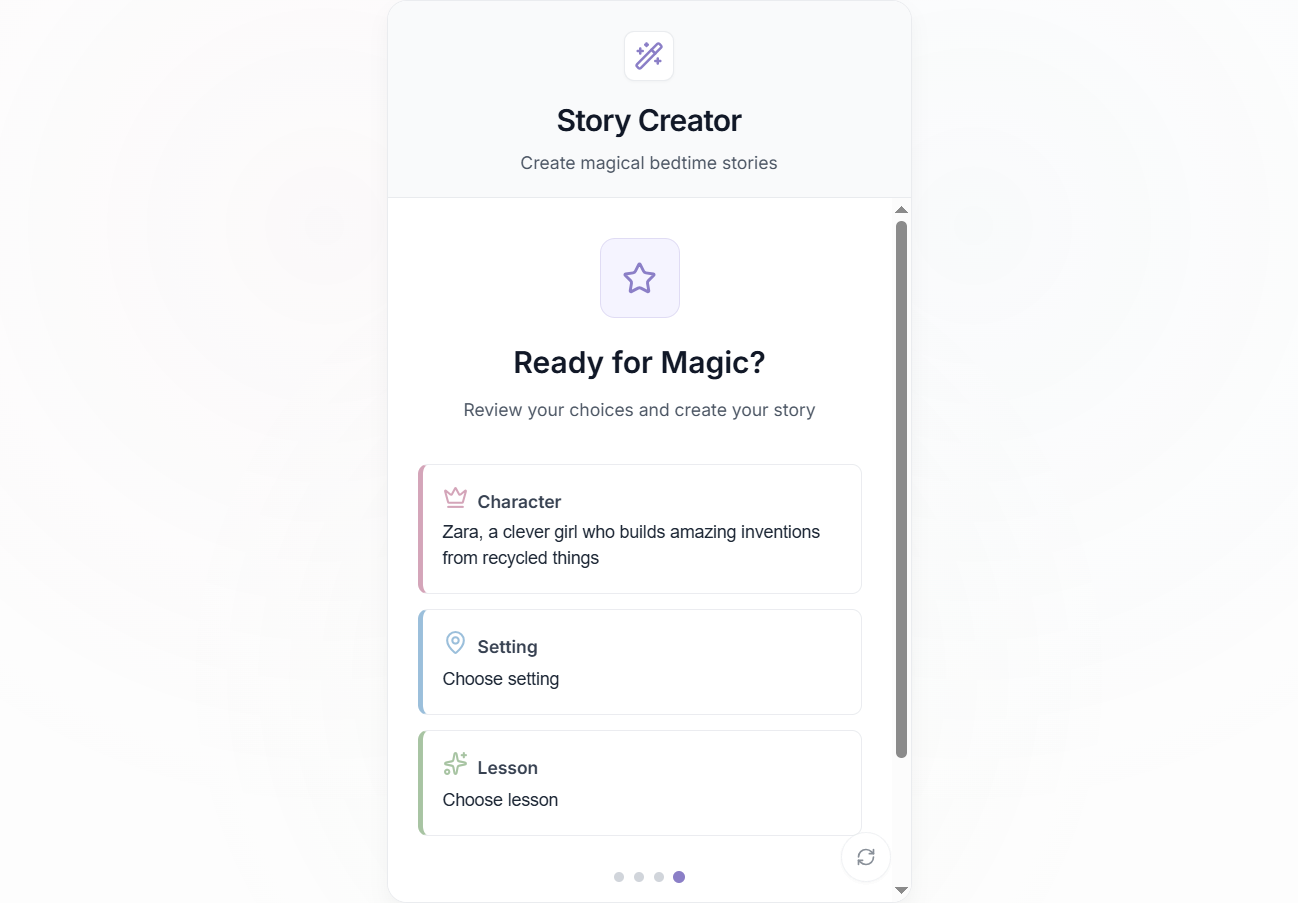 Story Creator
Create magical bedtime stories
Ready for Magic?
Review your choices and create your story
Character
Zara, a clever girl who builds amazing inventions
from recycled things
Setting
Choose setting
Lesson
Choose lesson